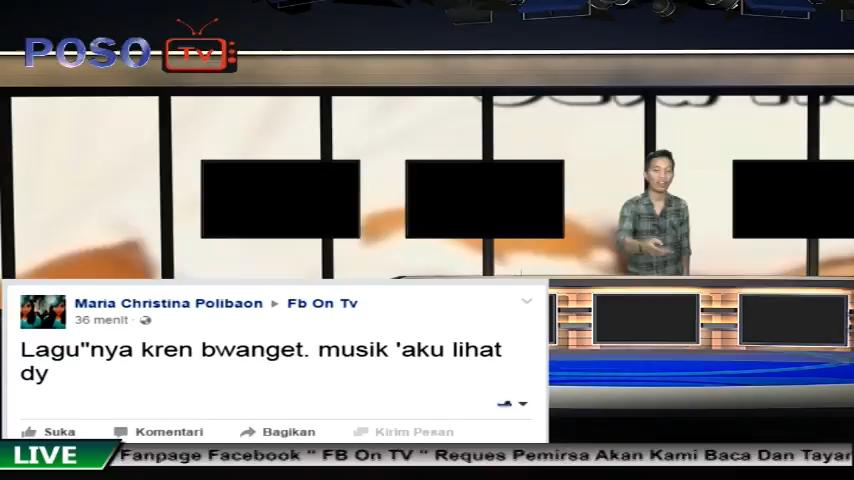 POSO TV
Maria Christina Polibaon ▸ Fb On Tv
36 menit
Lagu"nya kren bwanget. musik 'aku lihat
dy
Suka Komentari Bagikan Kirim Pesan
LIVE Fanpage Facebook " FB On TV " Reques Pemirsa Akan Kami Baca Dan Tayar